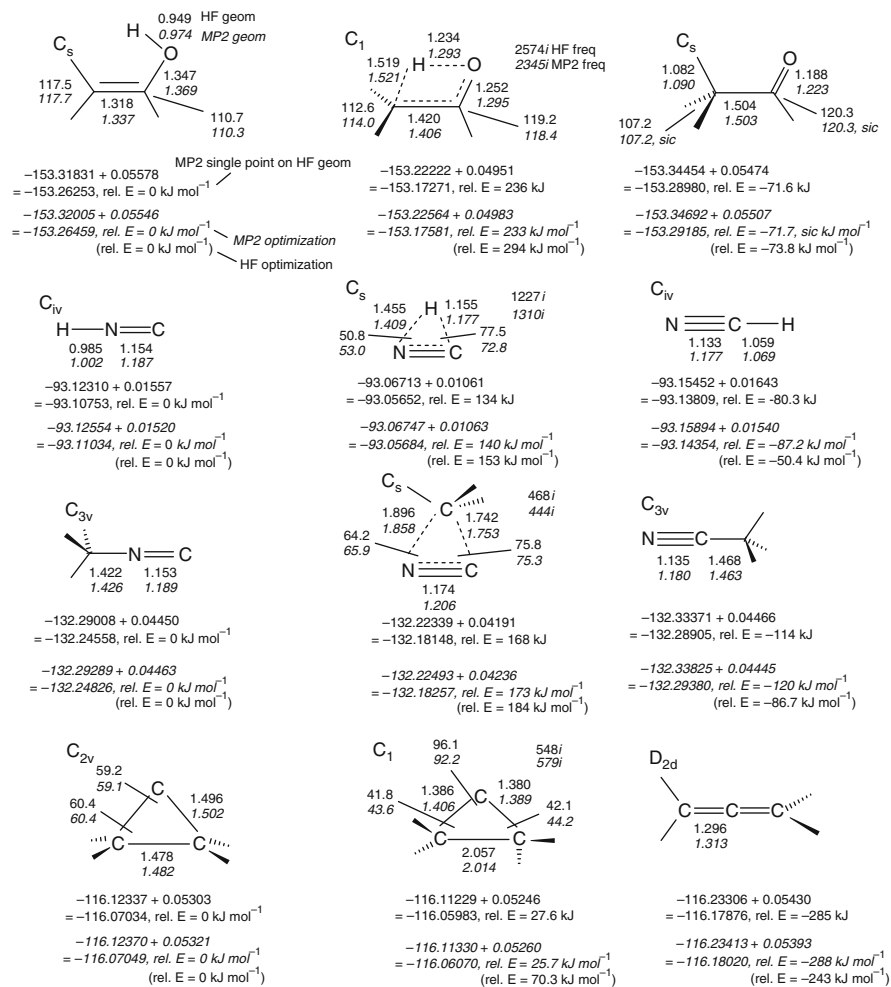 C_s
H
0.949 HF geom
0.974 MP2 geom
O
117.5
117.7
1.347
1.369
1.318
1.337
110.7
110.3
−153.31831 + 0.05578
MP2 single point on HF geom
= −153.26253, rel. E = 0 kJ mol^−1
−153.32005 + 0.05546
= −153.26459, rel. E = 0 kJ mol^−1
MP2 optimization
(rel. E = 0 kJ mol^−1)
HF optimization
C_1
1.234
1.293
1.519
1.521
H
O
2574i HF freq
2345i MP2 freq
1.252
1.295
112.6
114.0
1.420
1.406
119.2
118.4
−153.22222 + 0.04951
= −153.17271, rel. E = 236 kJ
−153.22564 + 0.04983
= −153.17581, rel. E = 233 kJ mol^−1
(rel. E = 294 kJ mol^−1)
C_s
O
1.082
1.090
1.188
1.223
107.2
107.2, sic
1.504
1.503
120.3
120.3, sic
−153.34454 + 0.05474
= −153.28980, rel. E = −71.6 kJ
−153.34692 + 0.05507
= −153.29185, rel. E = −71.7, sic kJ mol^−1
(rel. E = −73.8 kJ mol^−1)
C_iv
H N C
0.985 1.154
1.002 1.187
−93.12310 + 0.01557
= −93.10753, rel. E = 0 kJ mol^−1
−93.12554 + 0.01520
= −93.11034, rel. E = 0 kJ mol^−1
(rel. E = 0 kJ mol^−1)
C_s
1.455
1.409
H
1.155
1.177
1227 i
1310i
50.8
53.0
77.5
72.8
N C
−93.06713 + 0.01061
= −93.05652, rel. E = 134 kJ
−93.06747 + 0.01063
= −93.05684, rel. E = 140 kJ mol^−1
(rel. E = 153 kJ mol^−1)
C_iv
N C H
1.133 1.059
1.177 1.069
−93.15452 + 0.01643
= −93.13809, rel. E = -80.3 kJ
−93.15894 + 0.01540
= −93.14354, rel. E = −87.2 kJ mol^−1
(rel. E = −50.4 kJ mol^−1)
C_3v
N C
1.422 1.153
1.426 1.189
−132.29008 + 0.04450
= −132.24558, rel. E = 0 kJ mol^−1
−132.29289 + 0.04463
= −132.24826, rel. E = 0 kJ mol^−1
(rel. E = 0 kJ mol^−1)
C_s
C
468i
444i
1.896
1.858
1.742
1.753
64.2
65.9
75.8
75.3
N C
1.174
1.206
−132.22339 + 0.04191
= −132.18148, rel. E = 168 kJ
−132.22493 + 0.04236
= −132.18257, rel. E = 173 kJ mol^−1
(rel. E = 184 kJ mol^−1)
C_3v
N C
1.135 1.468
1.180 1.463
−132.33371 + 0.04466
= −132.28905, rel. E = −114 kJ
−132.33825 + 0.04445
= −132.29380, rel. E = −120 kJ mol^−1
(rel. E = −86.7 kJ mol^−1)
C_2v
59.2
59.1
C
60.4
60.4
1.496
1.502
C C
1.478
1.482
−116.12337 + 0.05303
= −116.07034, rel. E = 0 kJ mol^−1
−116.12370 + 0.05321
= −116.07049, rel. E = 0 kJ mol^−1
(rel. E = 0 kJ mol^−1)
C_1
96.1
92.2
548i
579i
C
1.386
1.406
1.380
1.389
41.8
43.6
42.1
44.2
C C
2.057
2.014
−116.11229 + 0.05246
= −116.05983, rel. E = 27.6 kJ
−116.11330 + 0.05260
= −116.06070, rel. E = 25.7 kJ mol^−1
(rel. E = 70.3 kJ mol^−1)
D_2d
C C C
1.296
1.313
−116.23306 + 0.05430
= −116.17876, rel. E = −285 kJ
−116.23413 + 0.05393
= −116.18020, rel. E = −288 kJ mol^−1
(rel. E = −243 kJ mol^−1)